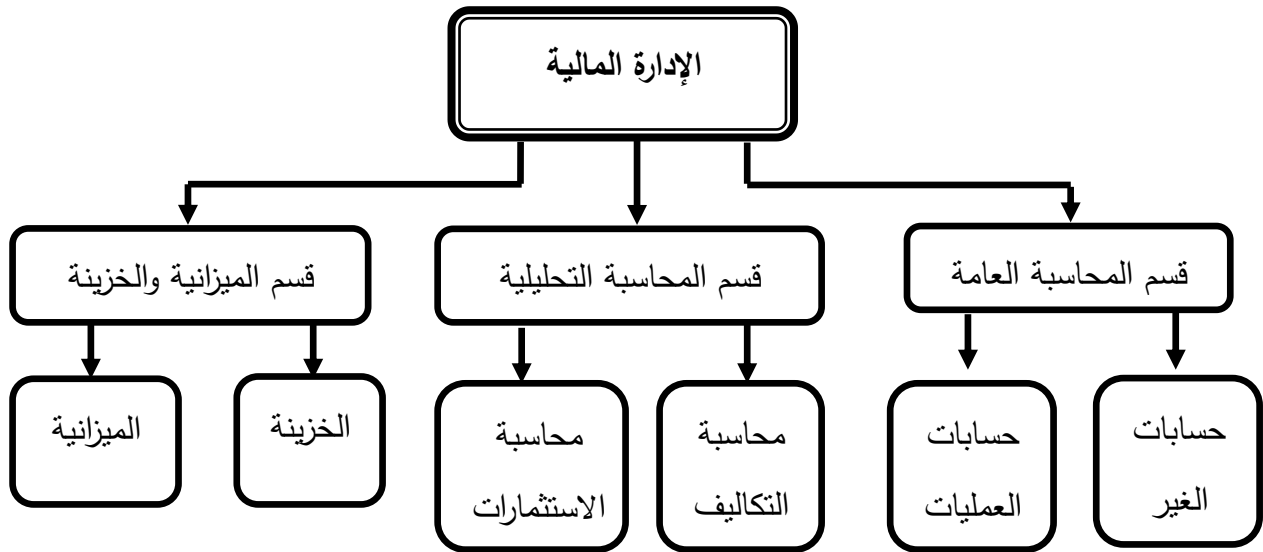 الإدارة المالية
قسم المحاسبة العامة
قسم المحاسبة التحليلية
قسم الميزانية والخزينة
حسابات
الغير
حسابات
العمليات
محاسبة
التكاليف
محاسبة
الاستثمارات
الخزينة
الميزانية